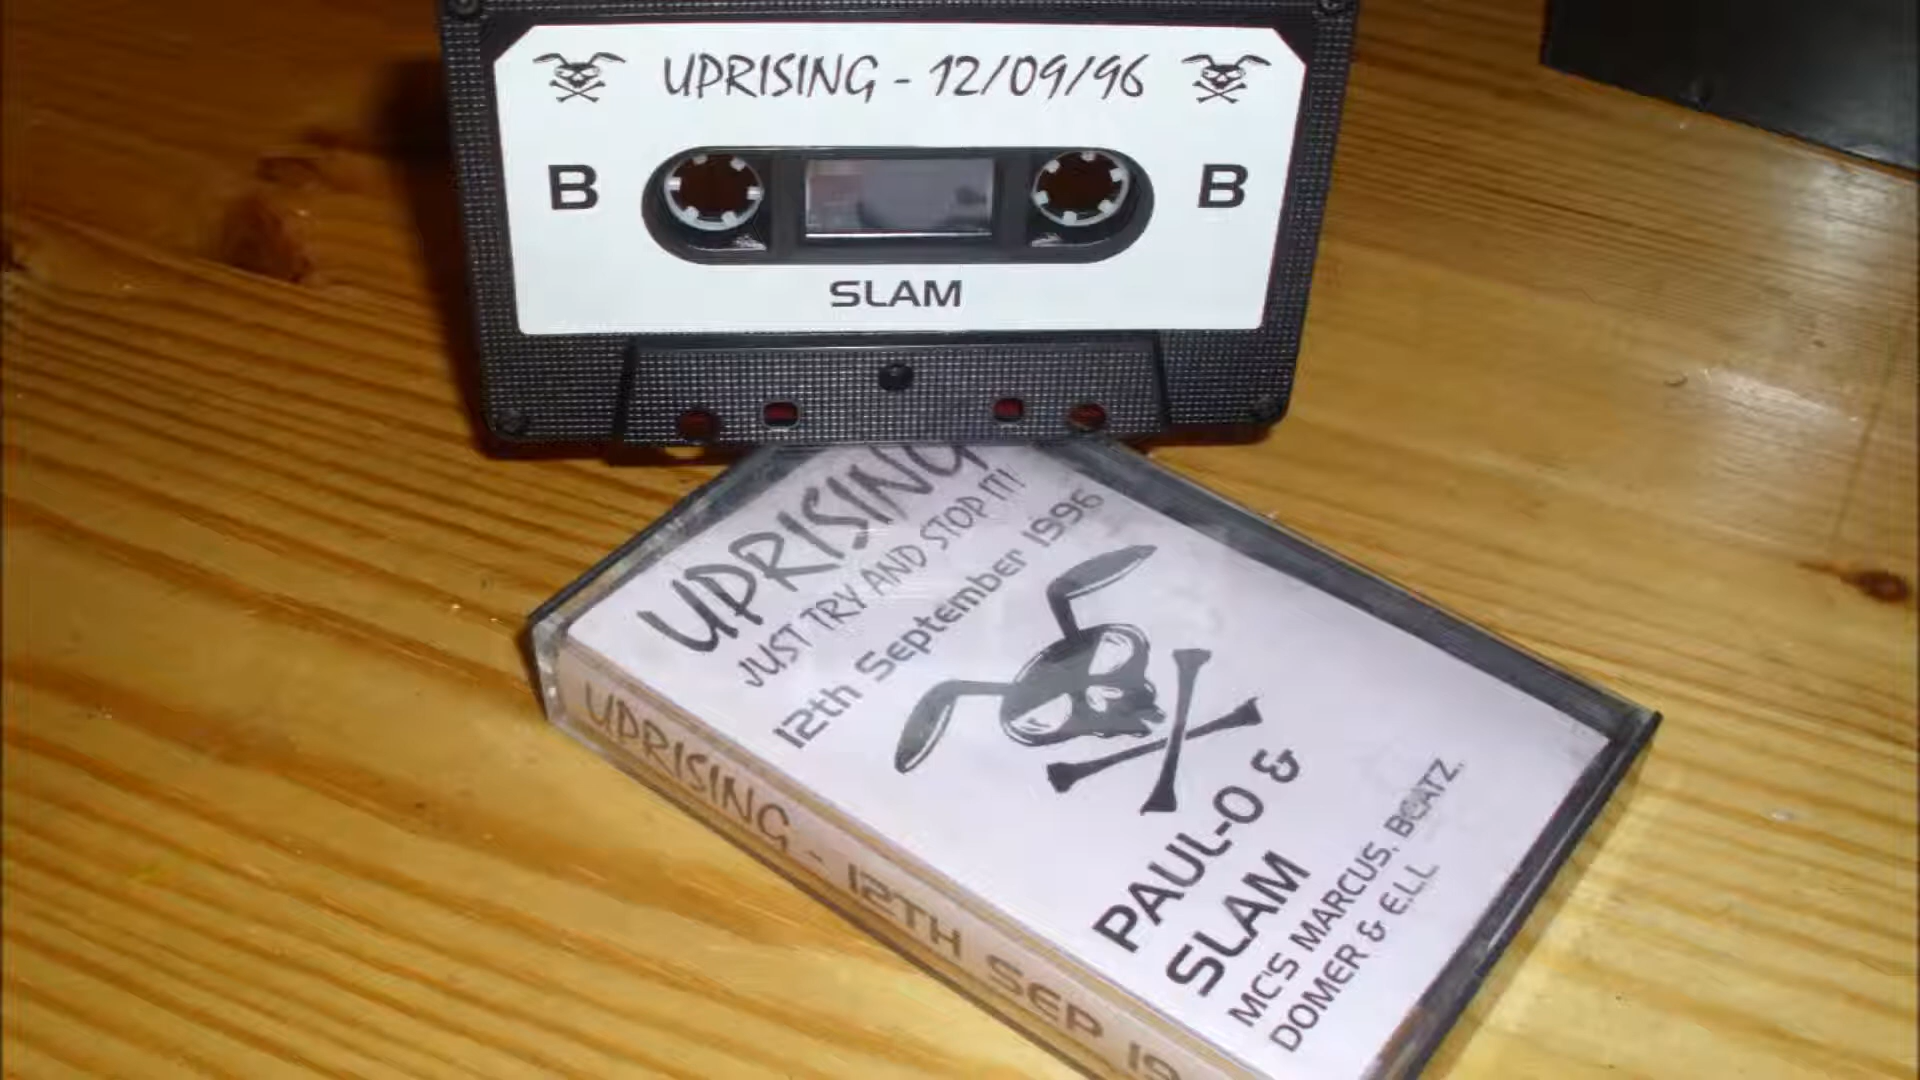 UPRISING - 12/09/96
B B
SLAM
UPRISING
JUST TRY AND STOP IT!
12th September 1996
PAUL-O &
SLAM
MC'S MARCUS. BOATZ.
DOMER & E.L.L
UPRISING - 12TH SEP 19